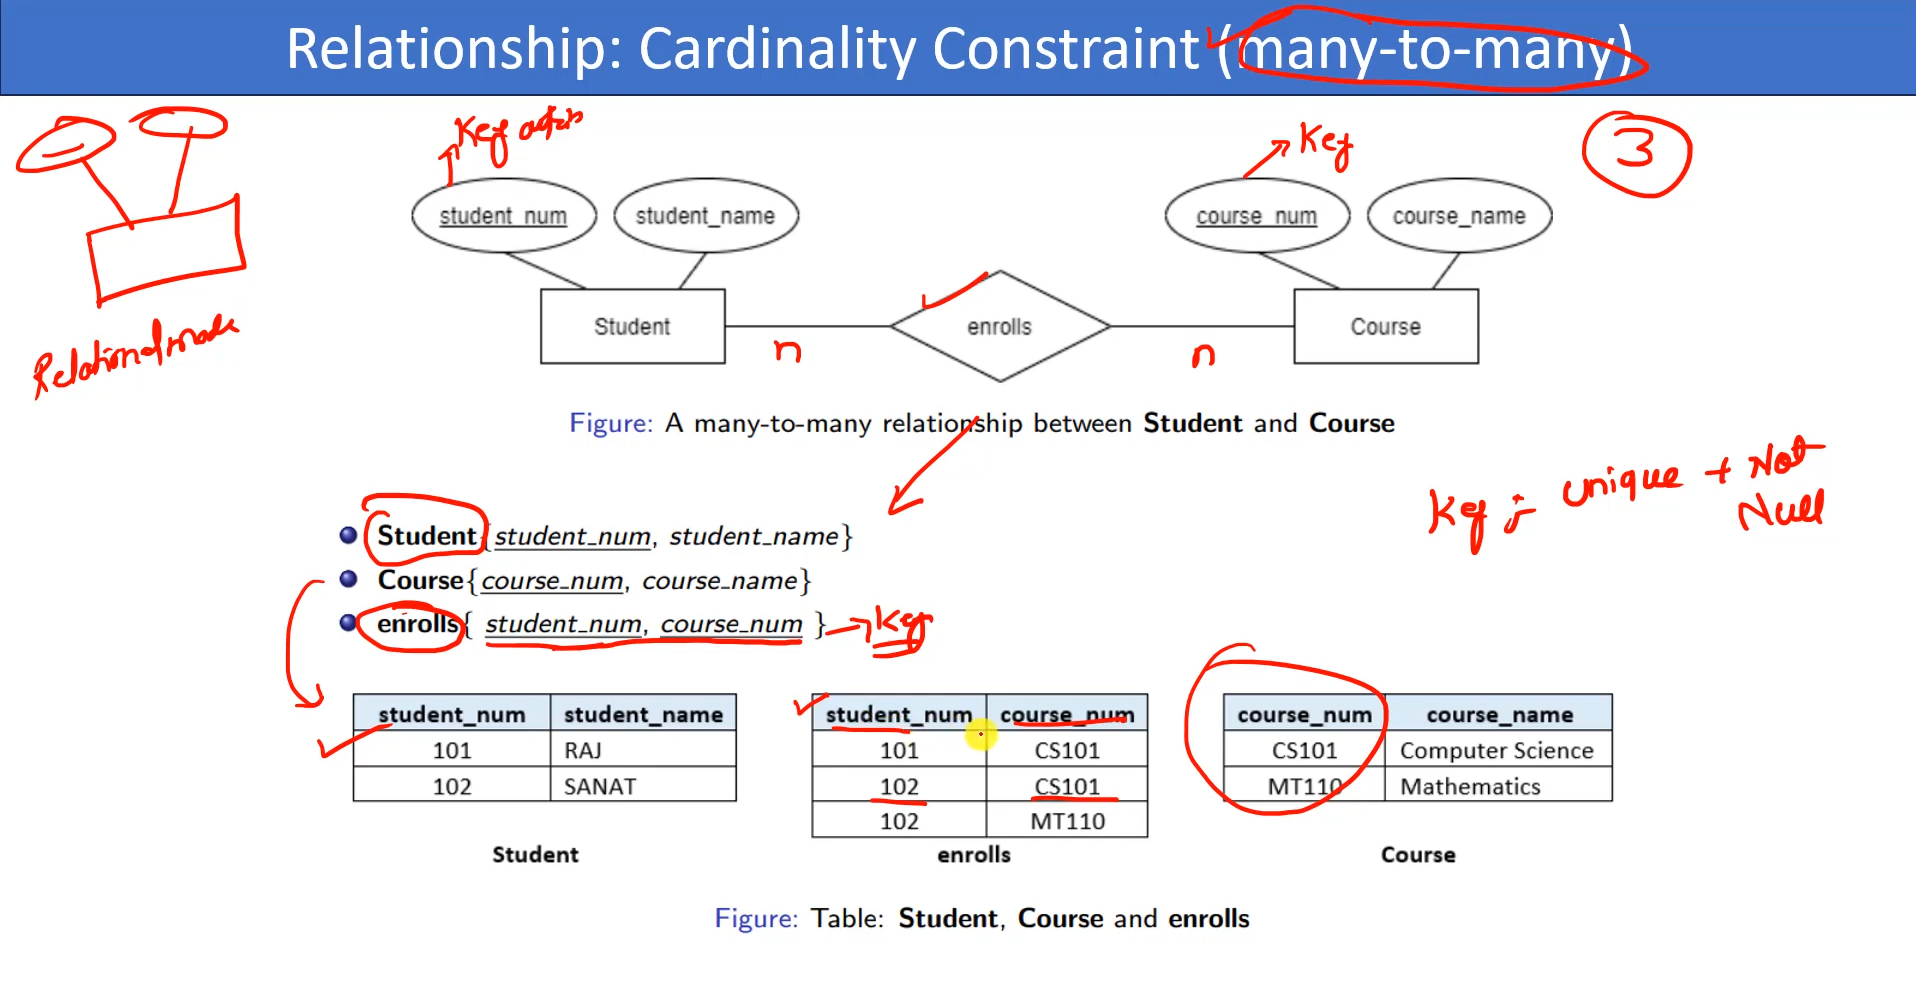 Relationship: Cardinality Constraint (many-to-many)
Key
Key
3
student_num
student_name
course_num
course_name
Student
enrolls
Course
n
n
Relational
Figure: A many-to-many relationship between Student and Course
Key :- unique + Not
Null
Student{student_num, student_name}
Course{course_num, course_name}
enrolls{ student_num, course_num } → Key
student_num student_name
101 RAJ
102 SANAT
Student
student_num course_num
101 CS101
102 CS101
102 MT110
enrolls
course_num course_name
CS101 Computer Science
MT110 Mathematics
Course
Figure: Table: Student, Course and enrolls